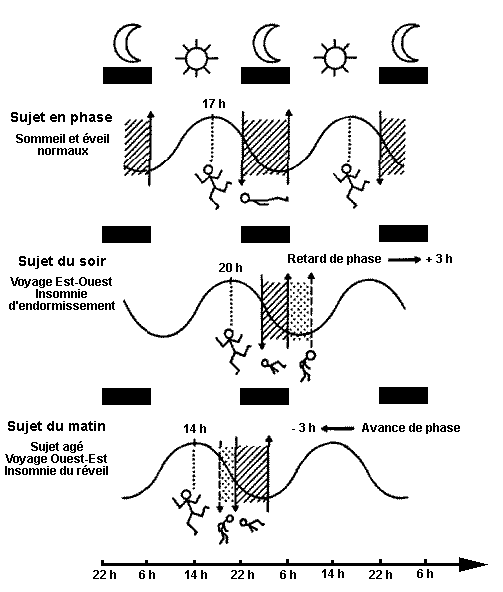 17 h
Sujet en phase
Sommeil et éveil
normaux
Sujet du soir
Retard de phase + 3 h
20 h
Voyage Est-Ouest
Insomnie
d'endormissement
Sujet du matin
14 h
- 3 h Avance de phase
Sujet agé
Voyage Ouest-Est
Insomnie du réveil
22 h 6 h 14 h 22 h 6 h 14 h 22 h 6 h